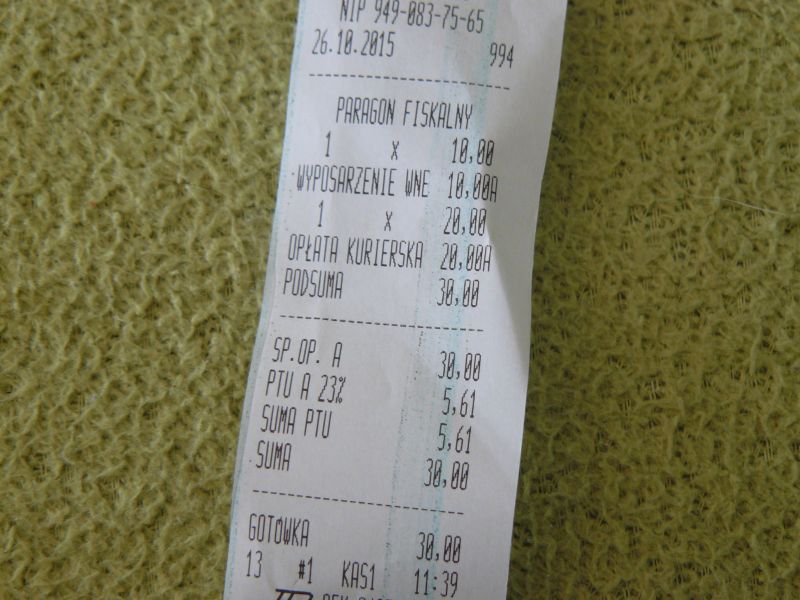 NIP 949-083-75-65
26.10.2015 994
PARAGON FISKALNY
1 X 10,00
WYPOSARZENIE WNE 10,00A
1 X 20,00
OPŁATA KURIERSKA 20,00A
PODSUMA 30,00
SP.OP. A 30,00
PTU A 23% 5,61
SUMA PTU 5,61
SUMA 30,00
GOTÓWKA 30,00
13 #1 KAS1 11:39